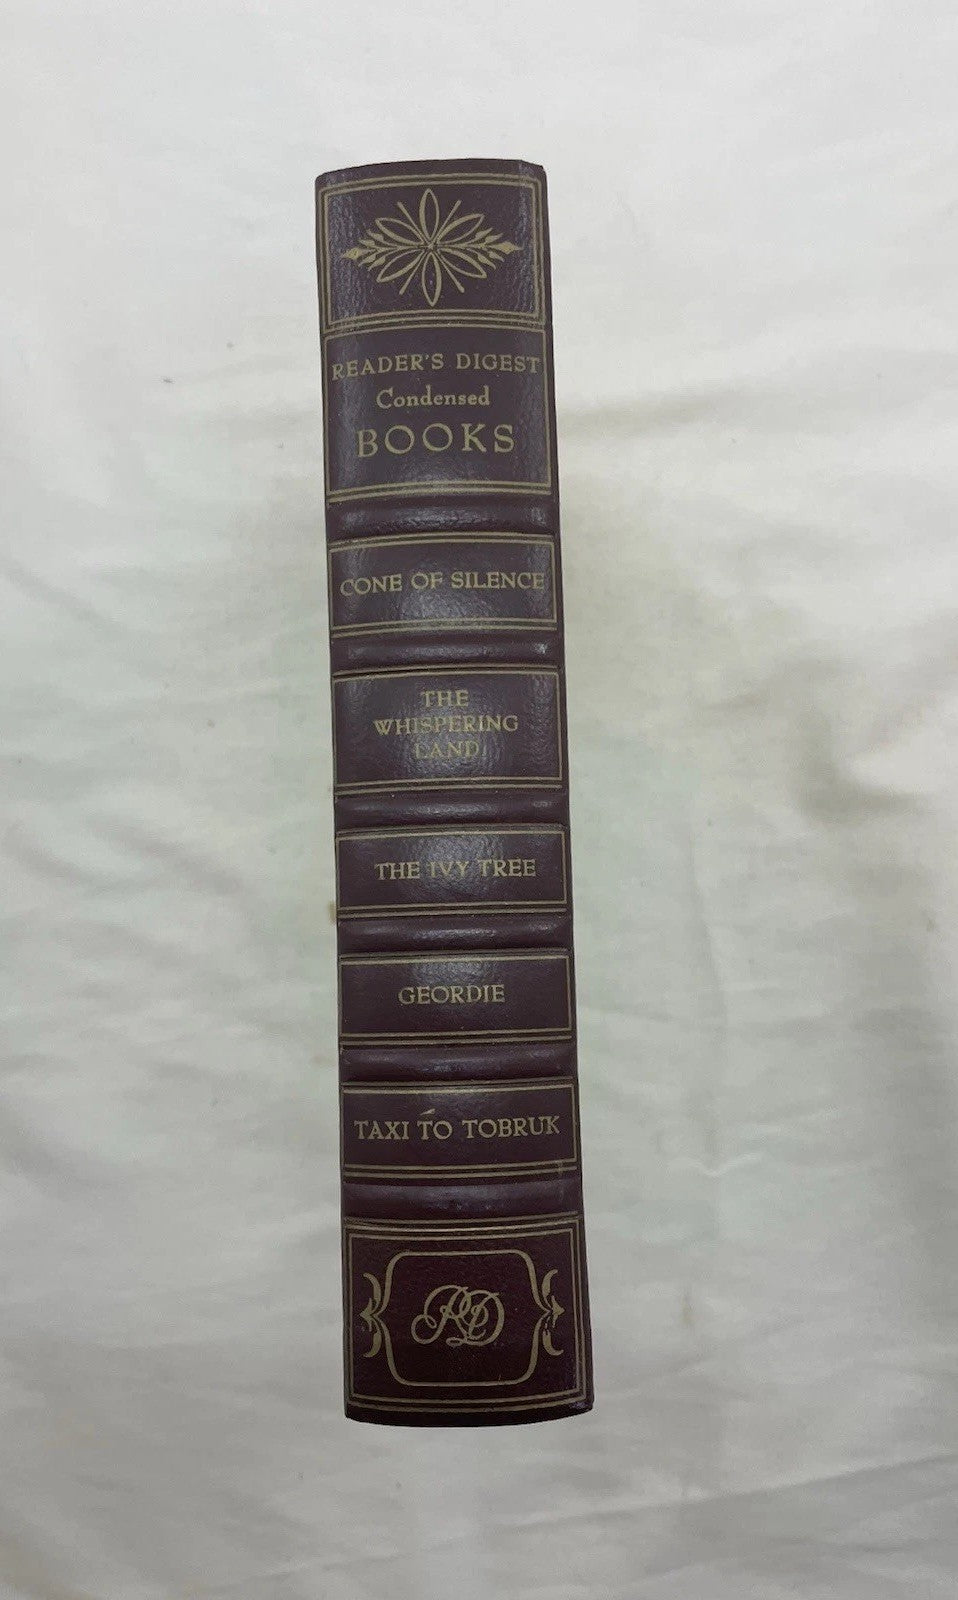 READER'S DIGEST
Condensed
BOOKS
CONE OF SILENCE
THE
WHISPERING
LAND
THE IVY TREE
GEORDIE
TAXI TO TOBRUK
RD